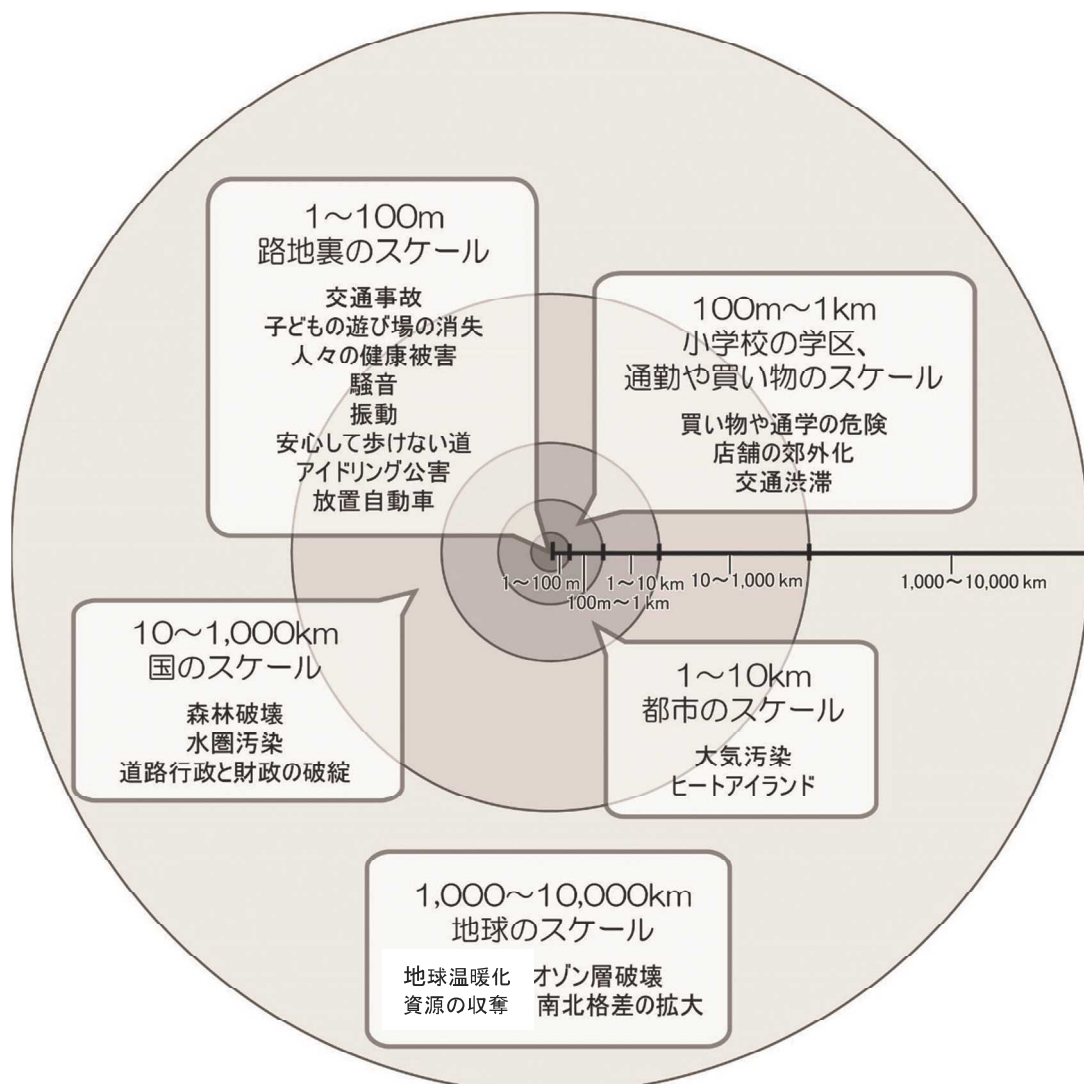 1～100m
路地裏のスケール
交通事故
子どもの遊び場の消失
人々の健康被害
騒音
振動
安心して歩けない道
アイドリング公害
放置自動車
100m～1km
小学校の学区、
通勤や買い物のスケール
買い物や通学の危険
店舗の郊外化
交通渋滞
1～100 m
100m～1 km
1～10 km
10～1,000 km
1,000～10,000 km
10～1,000km
国のスケール
森林破壊
水圏汚染
道路行政と財政の破綻
1～10km
都市のスケール
大気汚染
ヒートアイランド
1,000～10,000km
地球のスケール
地球温暖化 オゾン層破壊
資源の収奪 南北格差の拡大